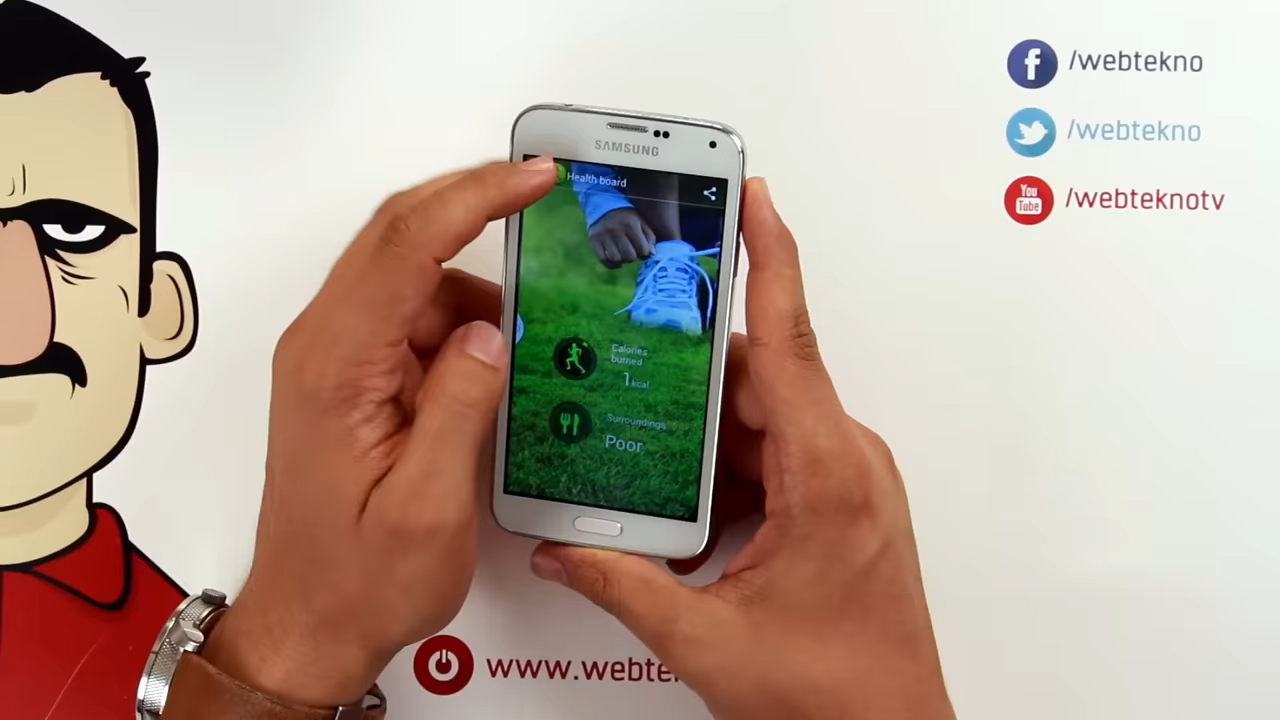 /webtekno
/webtekno
You
Tube
/webteknotv
SAMSUNG
Health board
Calories
burned
1 kcal
Surroundings
Poor
www.webte